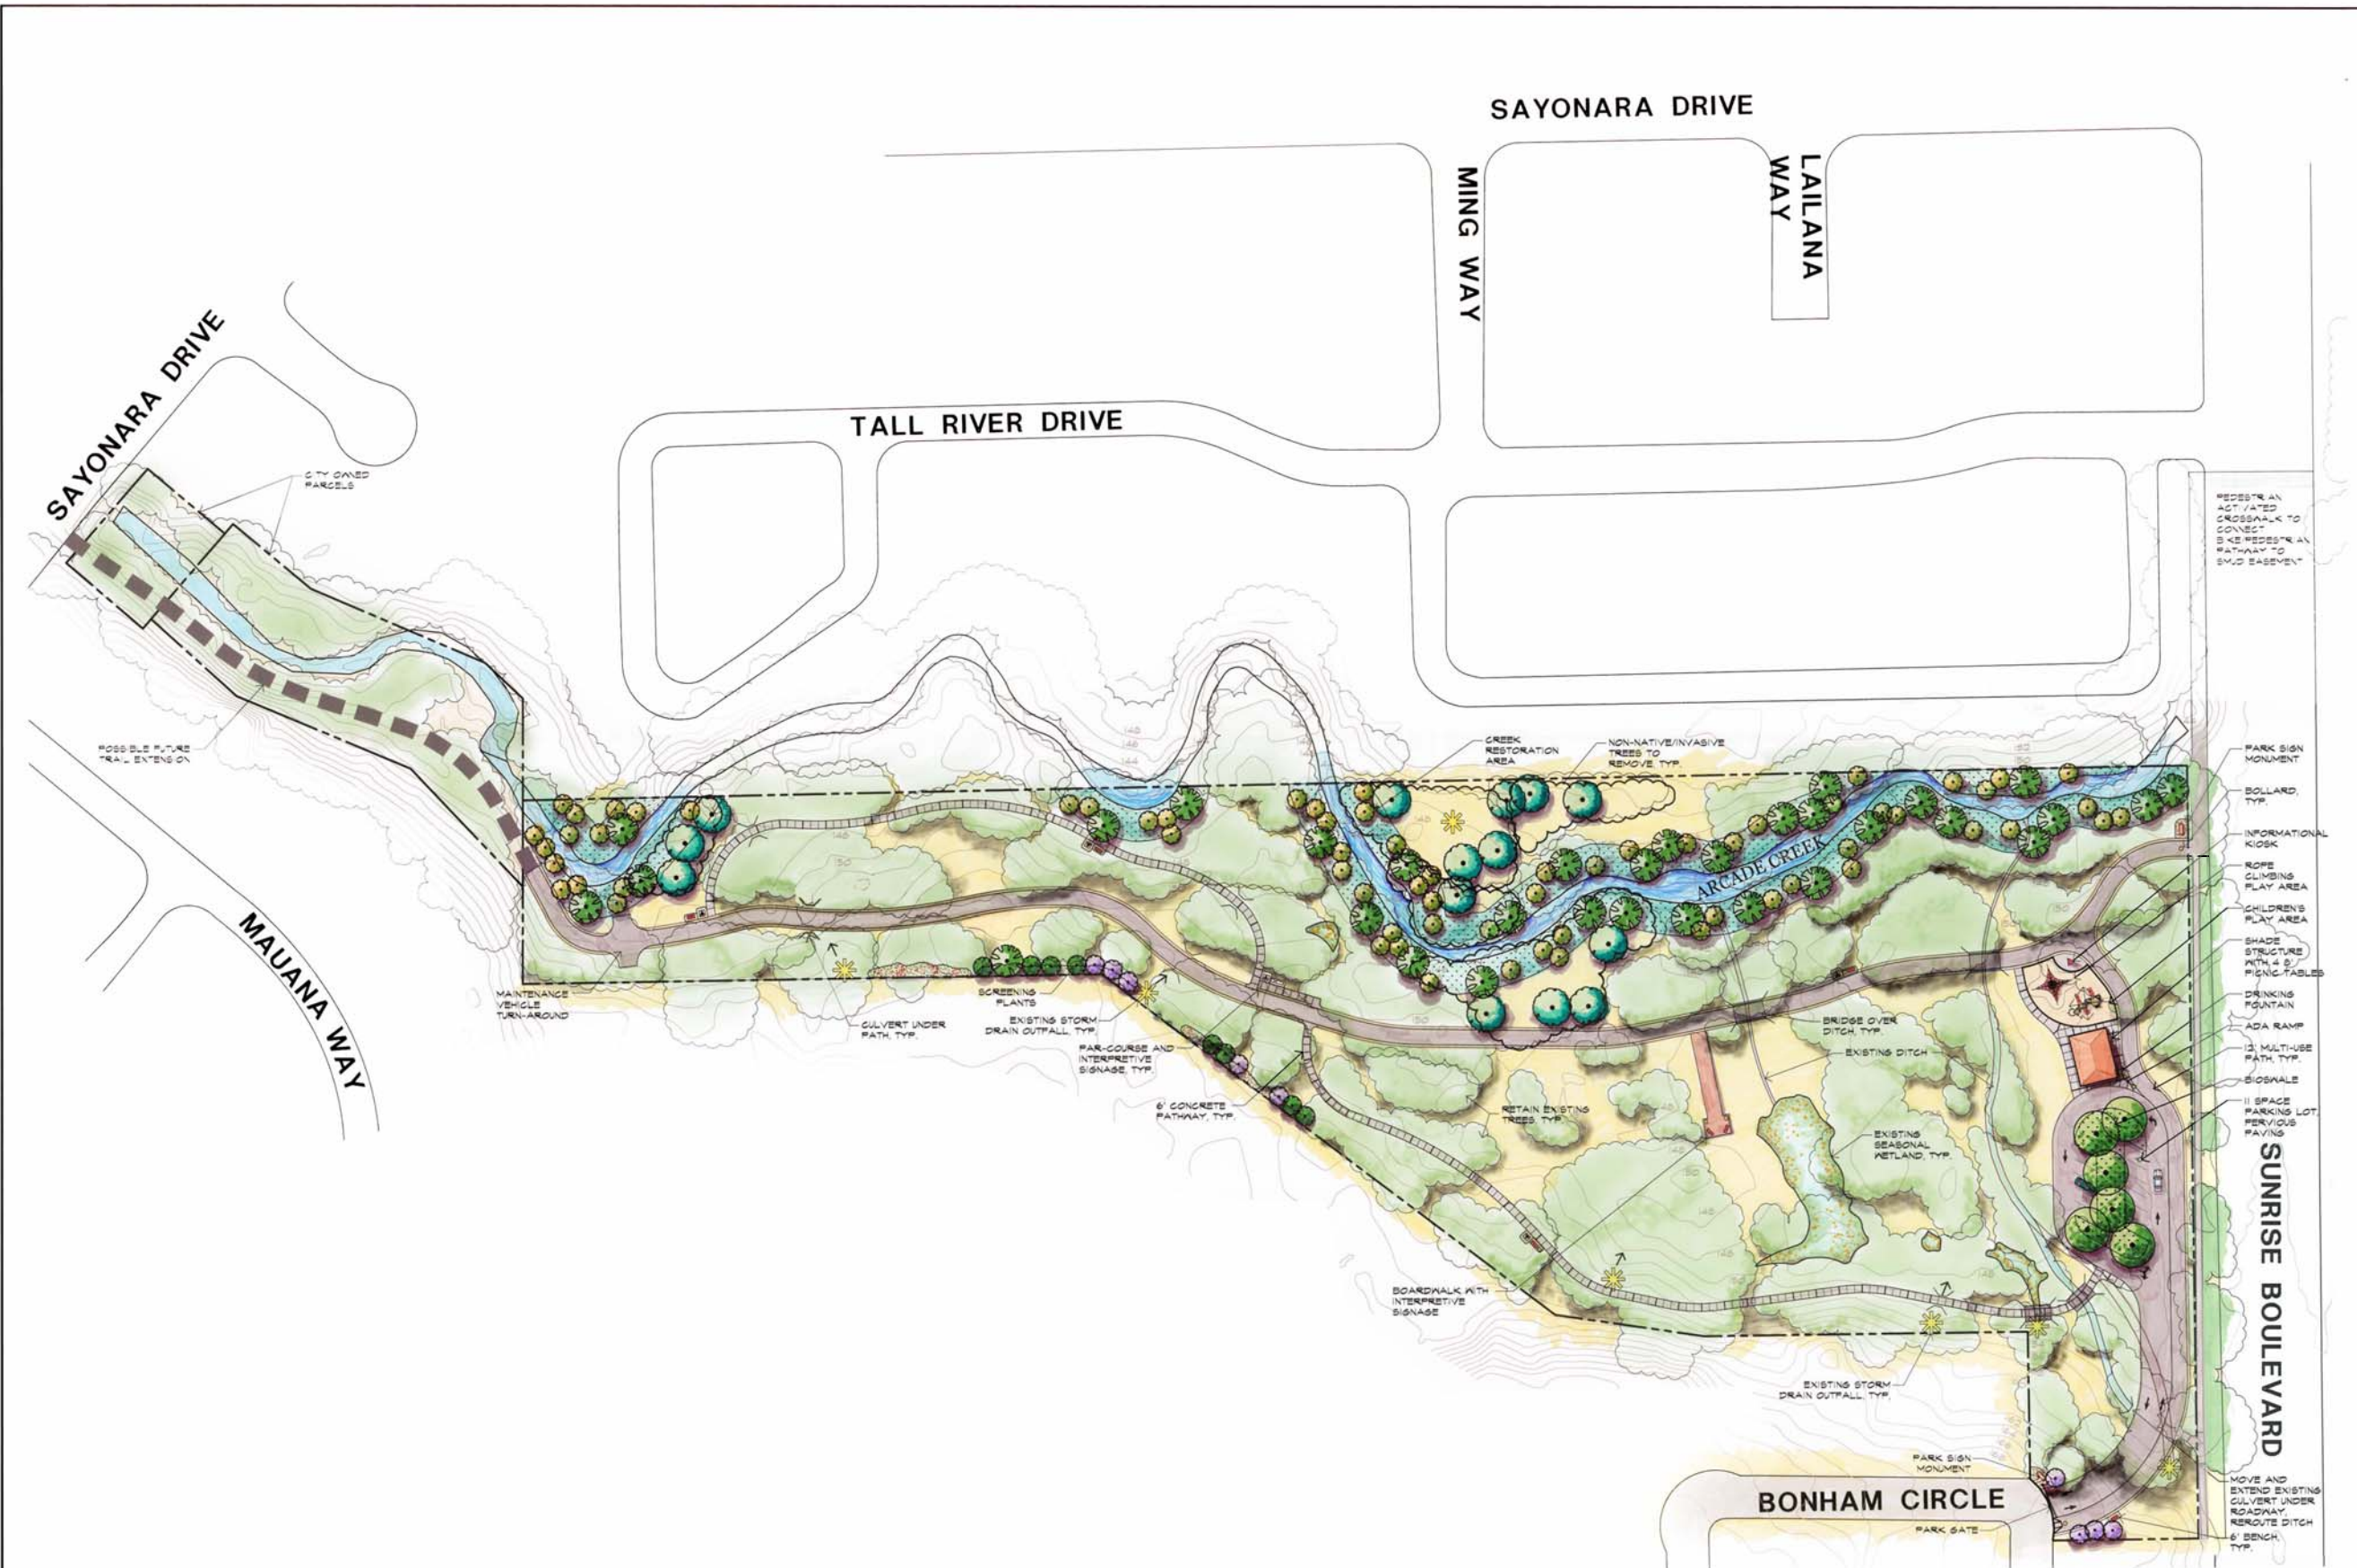 SAYONARA DRIVE
MING WAY
LAILANA
WAY
SAYONARA DRIVE
TALL RIVER DRIVE
CITY OWNED
PARCELS
PEDESTRIAN
ACTIVATED
CROSSWALK TO
CONNECT
BIKE/PEDESTRIAN
PATHWAY TO
SMUD EASEMENT
POSSIBLE FUTURE
TRAIL EXTENSION
MAUANA WAY
CREEK
RESTORATION
AREA
NON-NATIVE/INVASIVE
TREES TO
REMOVE, TYP.
ARCADE CREEK
PARK SIGN
MONUMENT
BOLLARD,
TYP.
INFORMATIONAL
KIOSK
ROPE
CLIMBING
PLAY AREA
CHILDREN'S
PLAY AREA
SHADE
STRUCTURE
WITH 4 8'
PICNIC TABLES
DRINKING
FOUNTAIN
ADA RAMP
12' MULTI-USE
PATH, TYP.
BIOSWALE
11 SPACE
PARKING LOT,
PERVIOUS
PAVING
MAINTENANCE
VEHICLE
TURN-AROUND
CULVERT UNDER
PATH, TYP.
SCREENING
PLANTS
EXISTING STORM
DRAIN OUTFALL, TYP.
PAR-COURSE AND
INTERPRETIVE
SIGNAGE, TYP.
6' CONCRETE
PATHWAY, TYP.
BRIDGE OVER
DITCH, TYP.
EXISTING DITCH
RETAIN EXISTING
TREES, TYP.
EXISTING
SEASONAL
WETLAND, TYP.
BOARDWALK WITH
INTERPRETIVE
SIGNAGE
EXISTING STORM
DRAIN OUTFALL, TYP.
SUNRISE BOULEVARD
PARK SIGN
MONUMENT
BONHAM CIRCLE
PARK GATE
MOVE AND
EXTEND EXISTING
CULVERT UNDER
ROADWAY,
REROUTE DITCH
6' BENCH,
TYP.